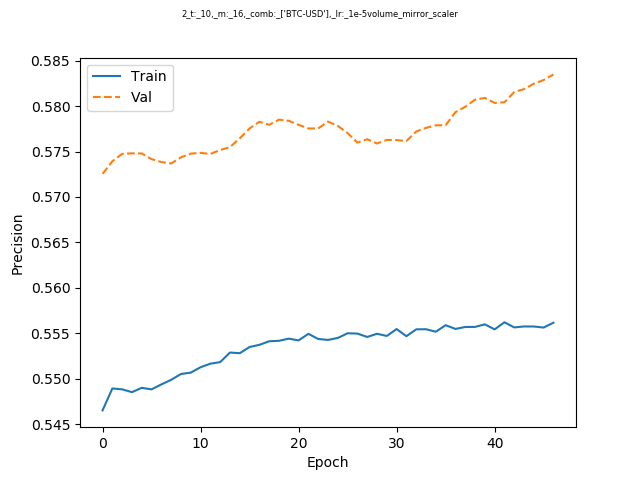 2_t:_10,_m:_16,_comb:_['BTC-USD'],_lr:_1e-5volume_mirror_scaler
Train
Val
0.585
0.580
0.575
0.570
0.565
0.560
0.555
0.550
0.545
Precision
0 10 20 30 40
Epoch